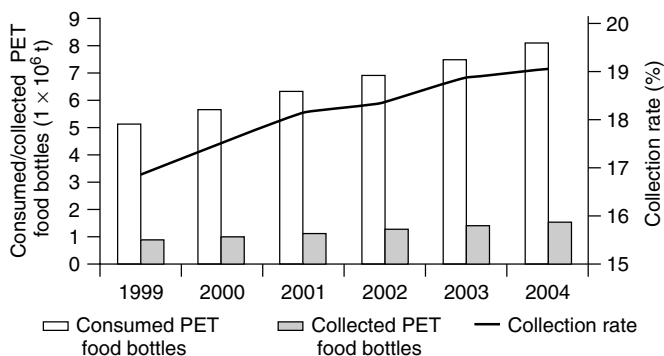 Consumed/collected PET
food bottles (1 × 10⁶ t)
9
8
7
6
5
4
3
2
1
0
20
19
18
17
16
15
Collection rate (%)
1999 2000 2001 2002 2003 2004
Consumed PET food bottles
Collected PET food bottles
Collection rate